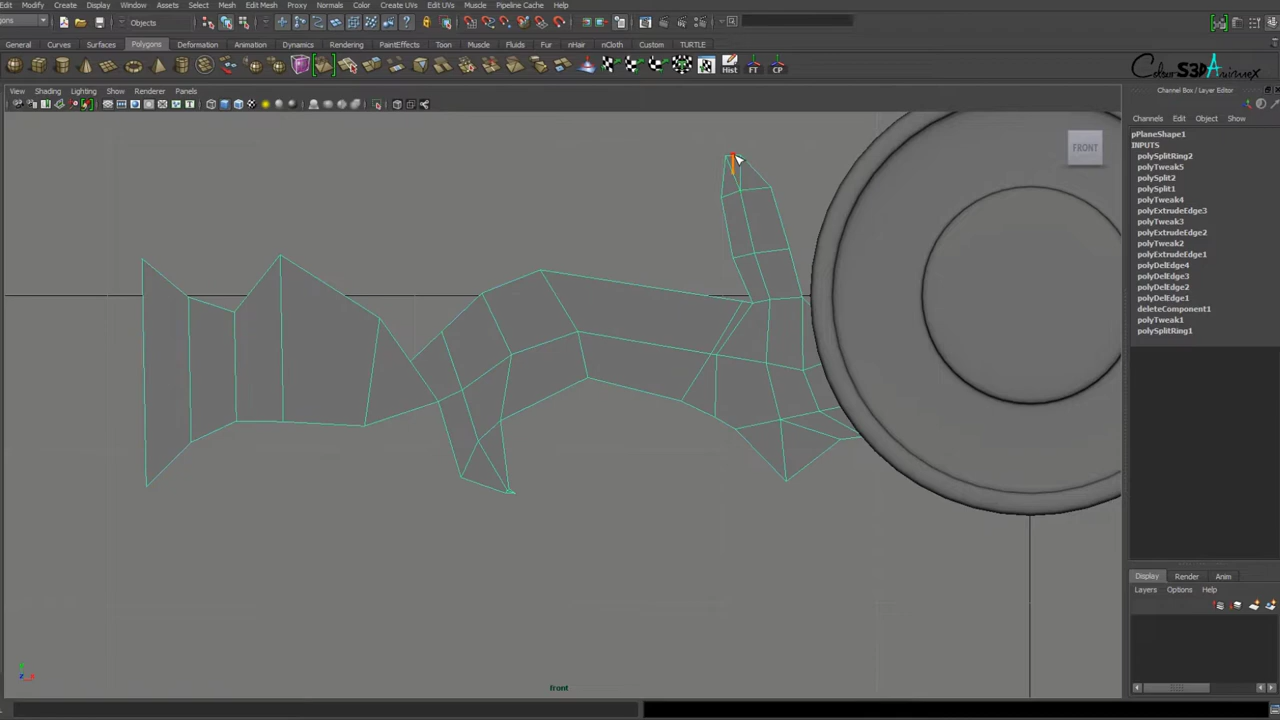 Modify Create Display Window Assets Select Mesh Edit Mesh Proxy Normals Color Create UVs Edit UVs Muscle Pipeline Cache Help
Objects
General Curves Surfaces Polygons Deformation Animation Dynamics Rendering PaintEffects Toon Muscle Fluids Fur nHair nCloth Custom TURTLE
Hist FT CP
View Shading Lighting Show Renderer Panels
Channel Box / Layer Editor
Channels Edit Object Show
FRONT
pPlaneShape1
INPUTS
polySplitRing2
polyTweak5
polySplit2
polySplit1
polyTweak4
polyExtrudeEdge3
polyTweak3
polyExtrudeEdge2
polyTweak2
polyExtrudeEdge1
polyDelEdge4
polyDelEdge3
polyDelEdge2
polyDelEdge1
deleteComponent1
polyTweak1
polySplitRing1
Display Render Anim
Layers Options Help
front